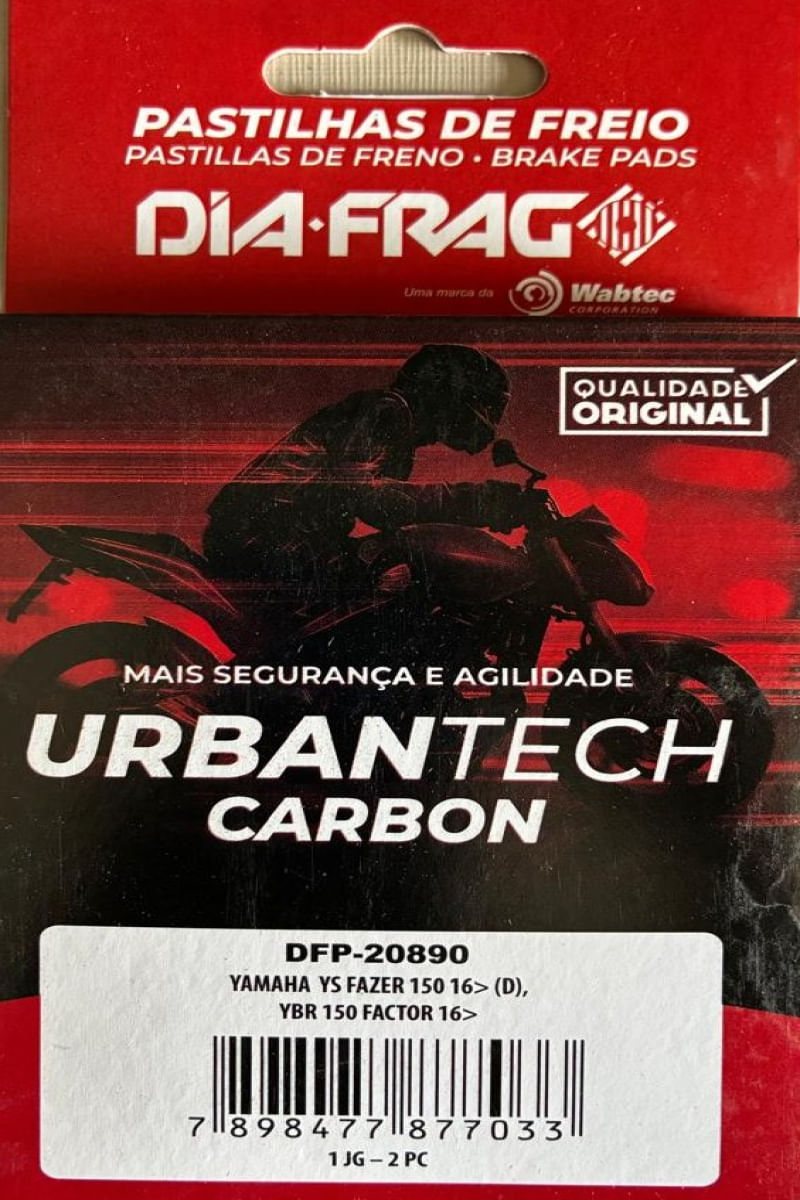 PASTILHAS DE FREIO
PASTILLAS DE FRENO • BRAKE PADS
DIA•FRAG
Uma marca da Wabtec
CORPORATION
QUALIDADE
ORIGINAL
MAIS SEGURANÇA E AGILIDADE
URBANTECH
CARBON
DFP-20890
YAMAHA YS FAZER 150 16> (D),
YBR 150 FACTOR 16>
7 898477 877033
1 JG – 2 PC